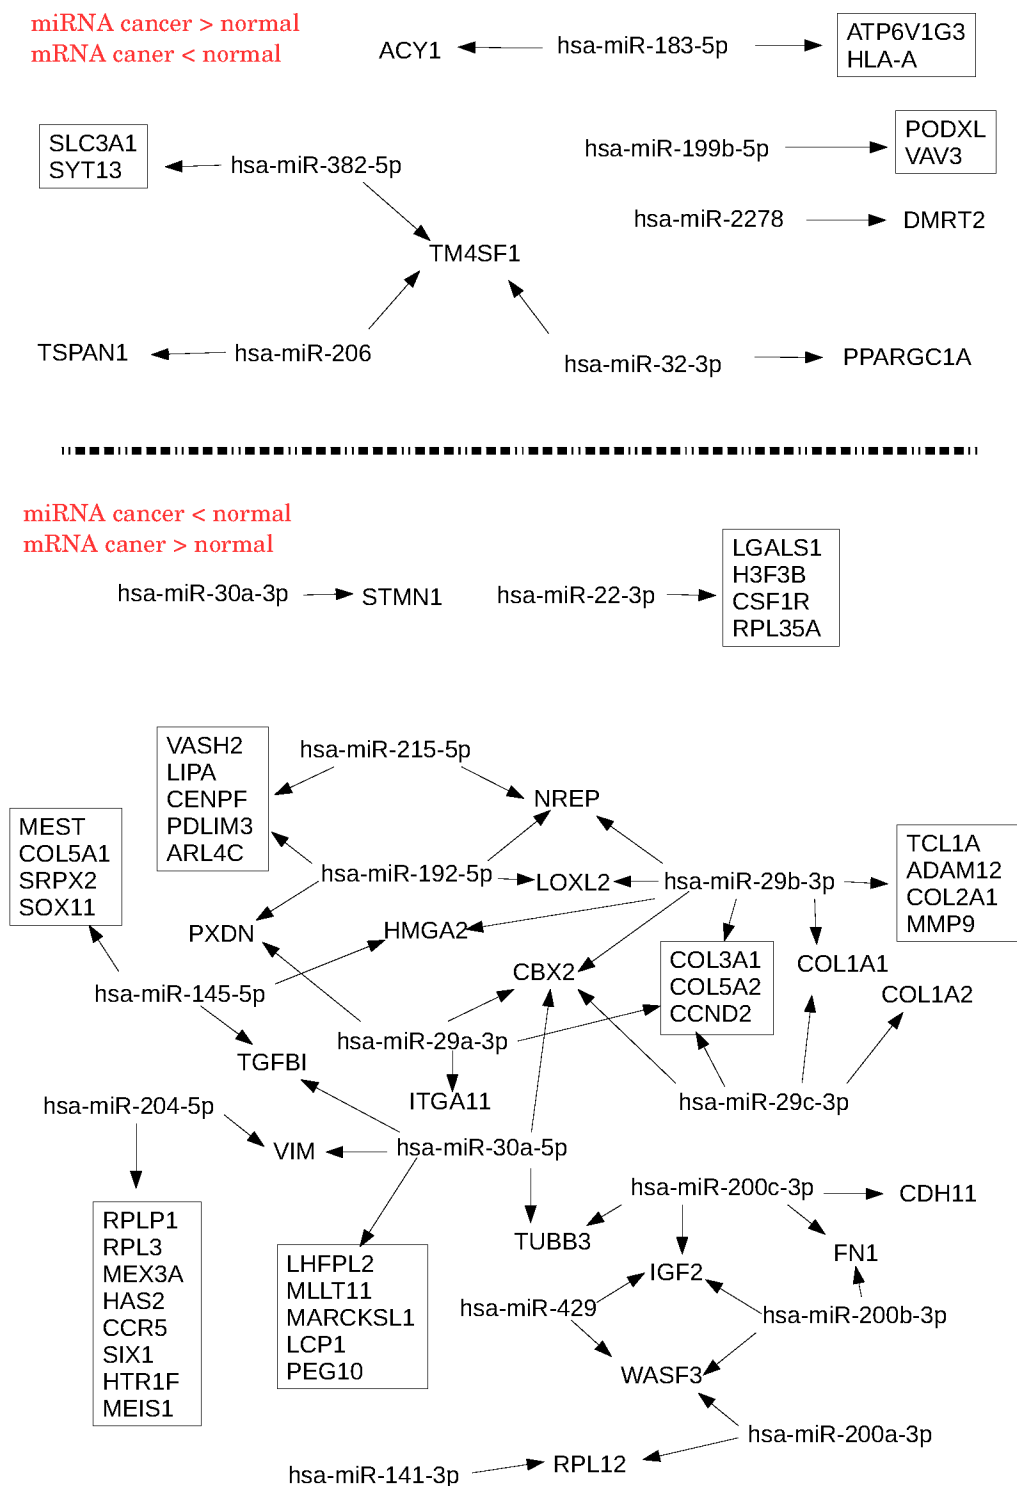 miRNA cancer > normal
mRNA caner < normal
ACY1
hsa-miR-183-5p
ATP6V1G3
HLA-A
SLC3A1
SYT13
hsa-miR-382-5p
hsa-miR-199b-5p
PODXL
VAV3
hsa-miR-2278
DMRT2
TM4SF1
TSPAN1
hsa-miR-206
hsa-miR-32-3p
PPARGC1A
miRNA cancer < normal
mRNA caner > normal
hsa-miR-30a-3p
STMN1
hsa-miR-22-3p
LGALS1
H3F3B
CSF1R
RPL35A
VASH2
LIPA
CENPF
PDLIM3
ARL4C
hsa-miR-215-5p
NREP
MEST
COL5A1
SRPX2
SOX11
hsa-miR-192-5p
LOXL2
hsa-miR-29b-3p
TCL1A
ADAM12
COL2A1
MMP9
PXDN
HMGA2
CBX2
COL3A1
COL5A2
CCND2
COL1A1
COL1A2
hsa-miR-145-5p
hsa-miR-29a-3p
TGFBI
ITGA11
hsa-miR-29c-3p
hsa-miR-204-5p
VIM
hsa-miR-30a-5p
hsa-miR-200c-3p
CDH11
RPLP1
RPL3
MEX3A
HAS2
CCR5
SIX1
HTR1F
MEIS1
LHFPL2
MLLT11
MARCKSL1
LCP1
PEG10
TUBB3
IGF2
FN1
hsa-miR-429
hsa-miR-200b-3p
WASF3
hsa-miR-200a-3p
hsa-miR-141-3p
RPL12